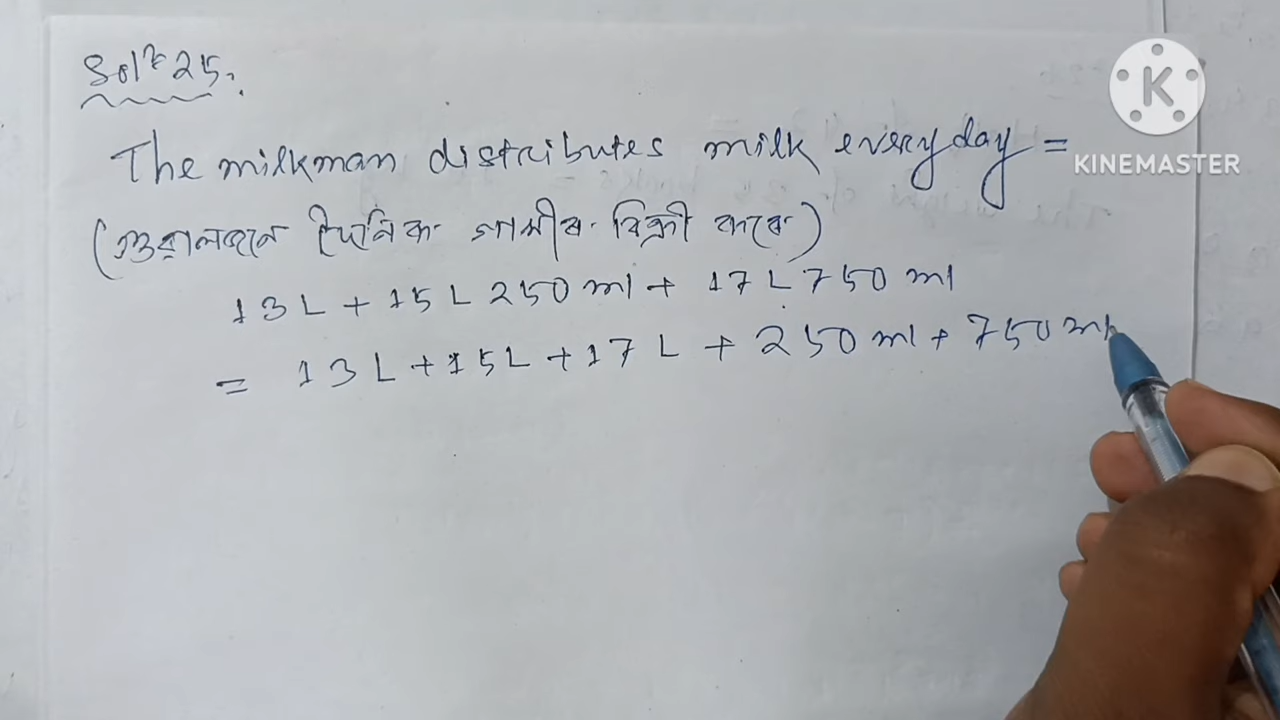 Solⁿ 25.
The milkman distributes milk everyday =
(গুৱালজনে দৈনিক গাখীৰ বিক্ৰী কৰে)
13 L + 15 L 250 ml + 17 L 750 ml
= 13 L + 15 L + 17 L + 250 ml + 750 ml
K
KINEMASTER